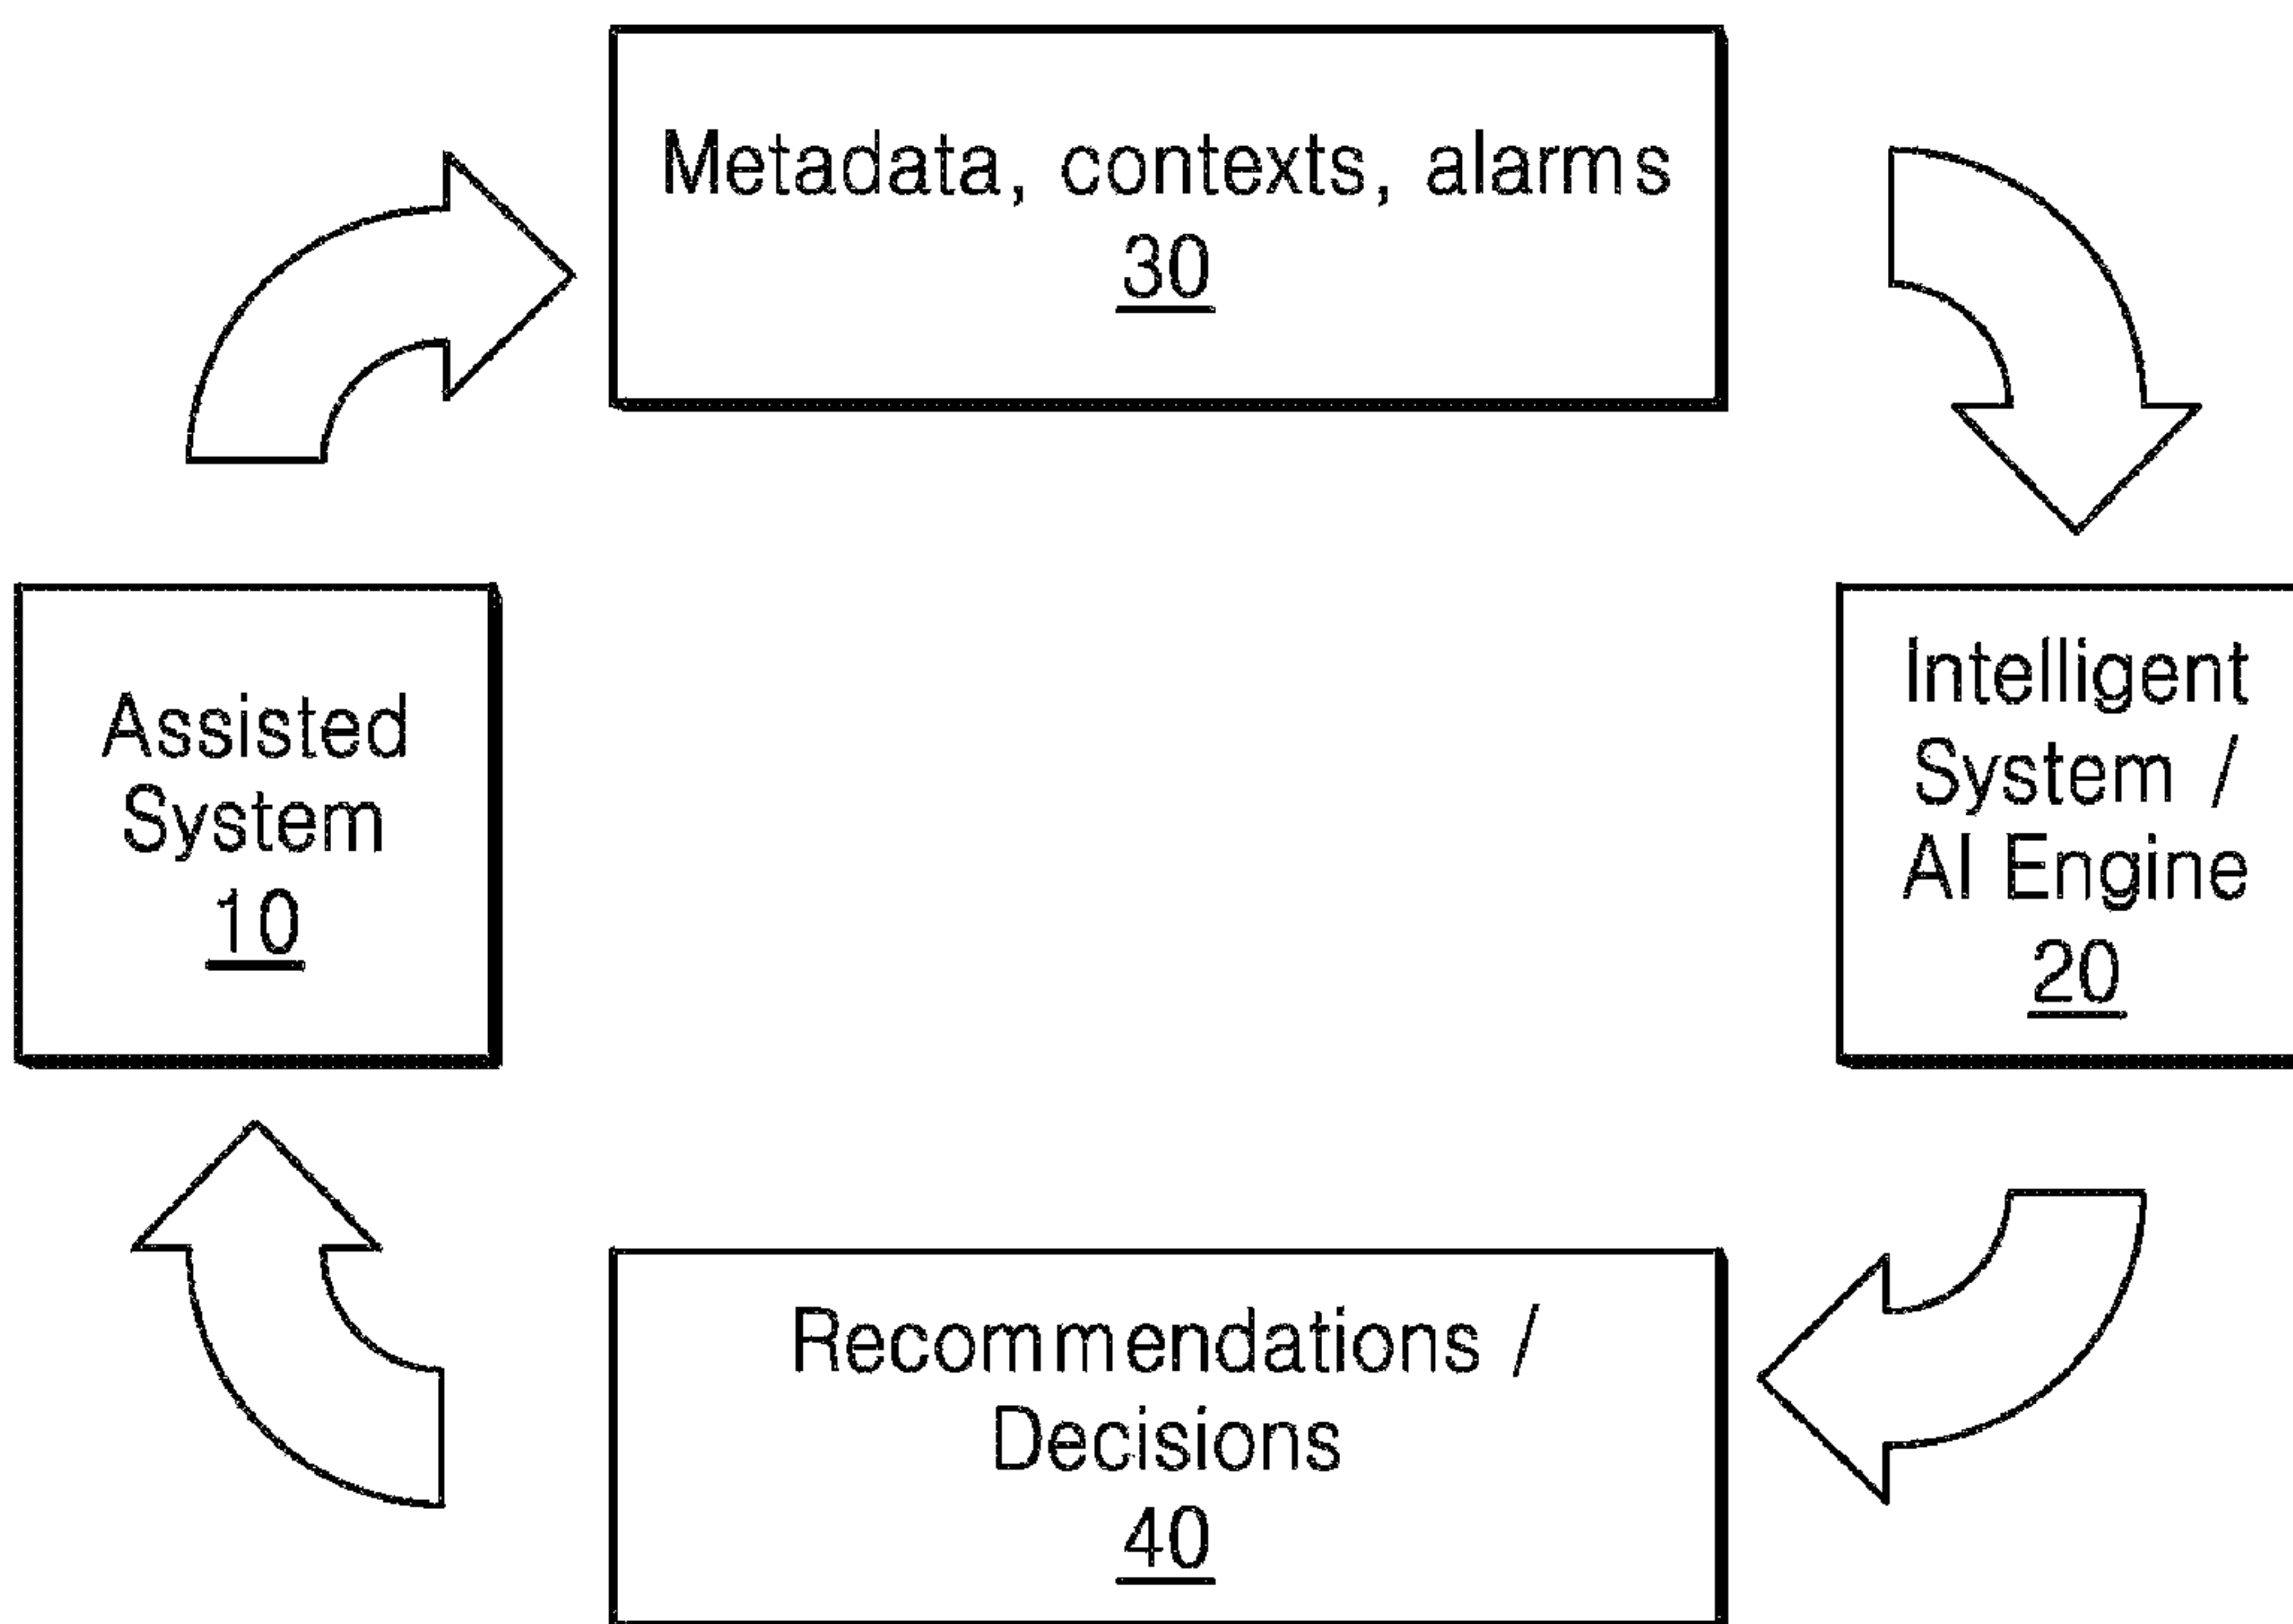 Metadata, contexts, alarms
30
Assisted
System
10
Intelligent
System /
AI Engine
20
Recommendations /
Decisions
40